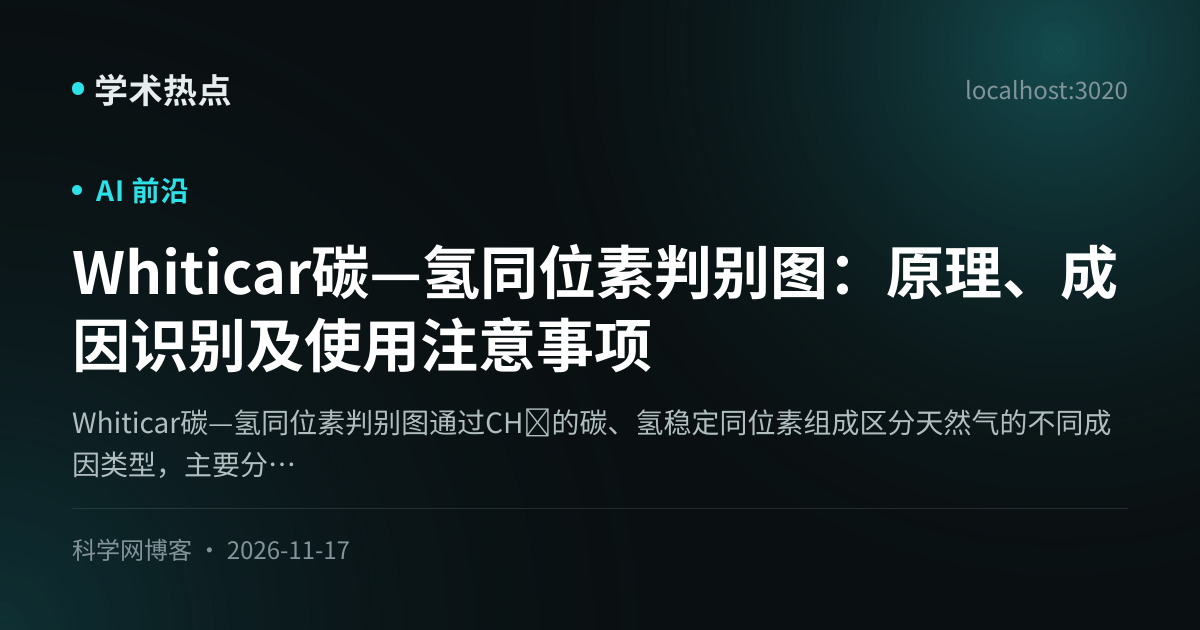 学术热点
localhost:3020
AI 前沿
Whiticar碳—氢同位素判别图：原理、成
因识别及使用注意事项
Whiticar碳—氢同位素判别图通过CH☒的碳、氢稳定同位素组成区分天然气的不同成
因类型，主要分…
科学网博客 · 2026-11-17